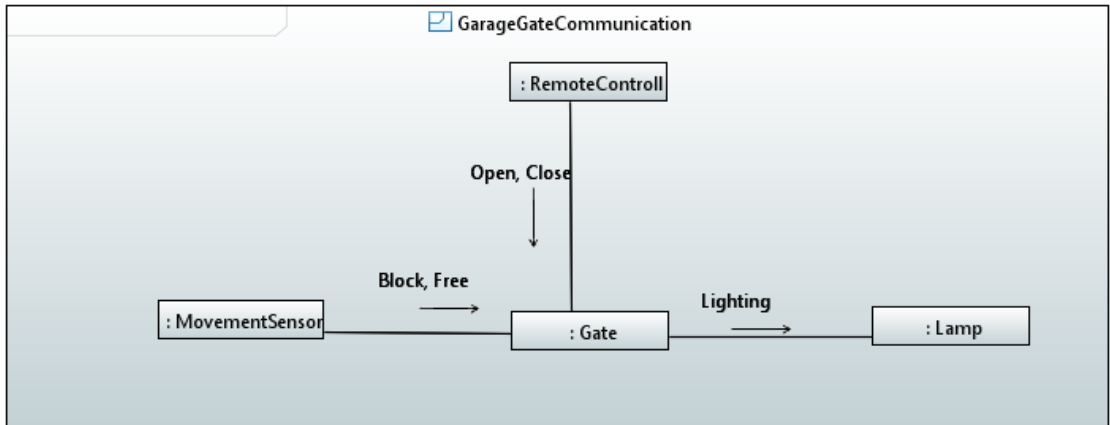 GarageGateCommunication
: RemoteControll
Open, Close
Block, Free
Lighting
: MovementSensor
: Gate
: Lamp